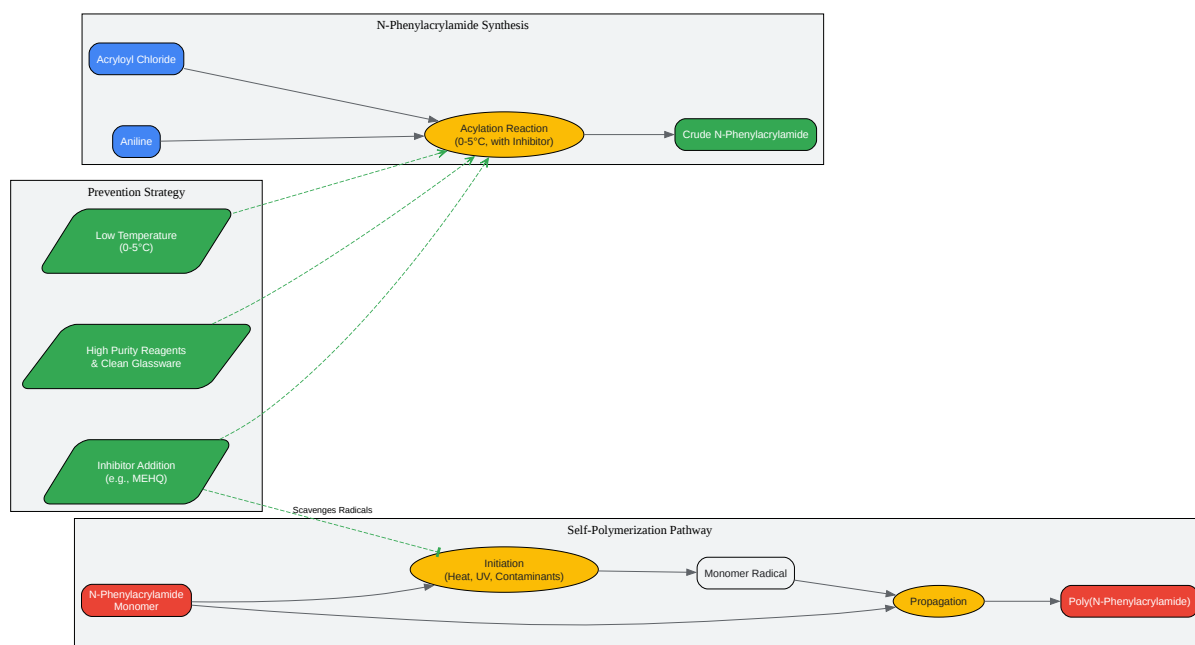 N-Phenylacrylamide Synthesis
Acryloyl Chloride
Aniline
Acylation Reaction
(0-5°C, with Inhibitor)
Crude N-Phenylacrylamide
Prevention Strategy
Low Temperature
(0-5°C)
High Purity Reagents
& Clean Glassware
Inhibitor Addition
(e.g., MEHQ)
Scavenges Radicals
Self-Polymerization Pathway
Initiation
(Heat, UV, Contaminants)
Monomer Radical
N-Phenylacrylamide
Monomer
Propagation
Poly(N-Phenylacrylamide)